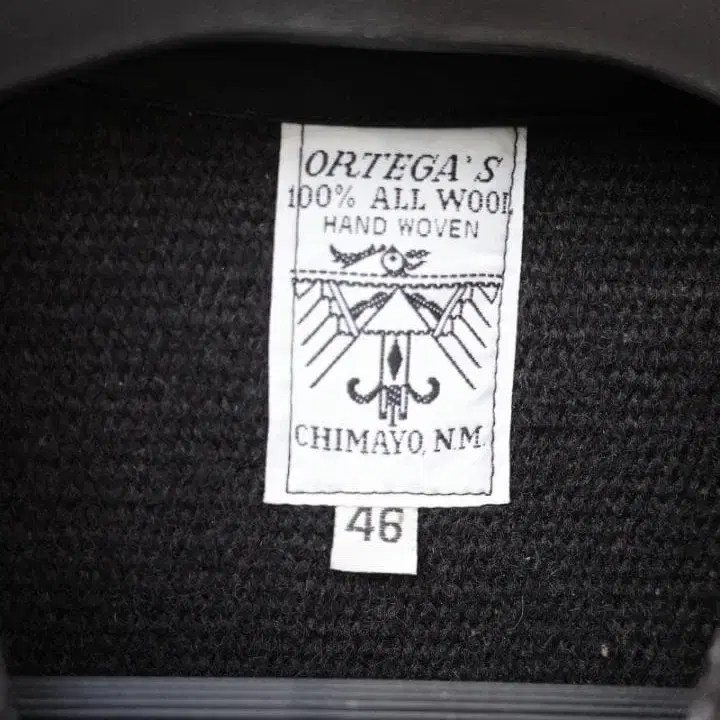 ORTEGA'S
100% ALL WOOL
HAND WOVEN
CHIMAYO, N.M.
46